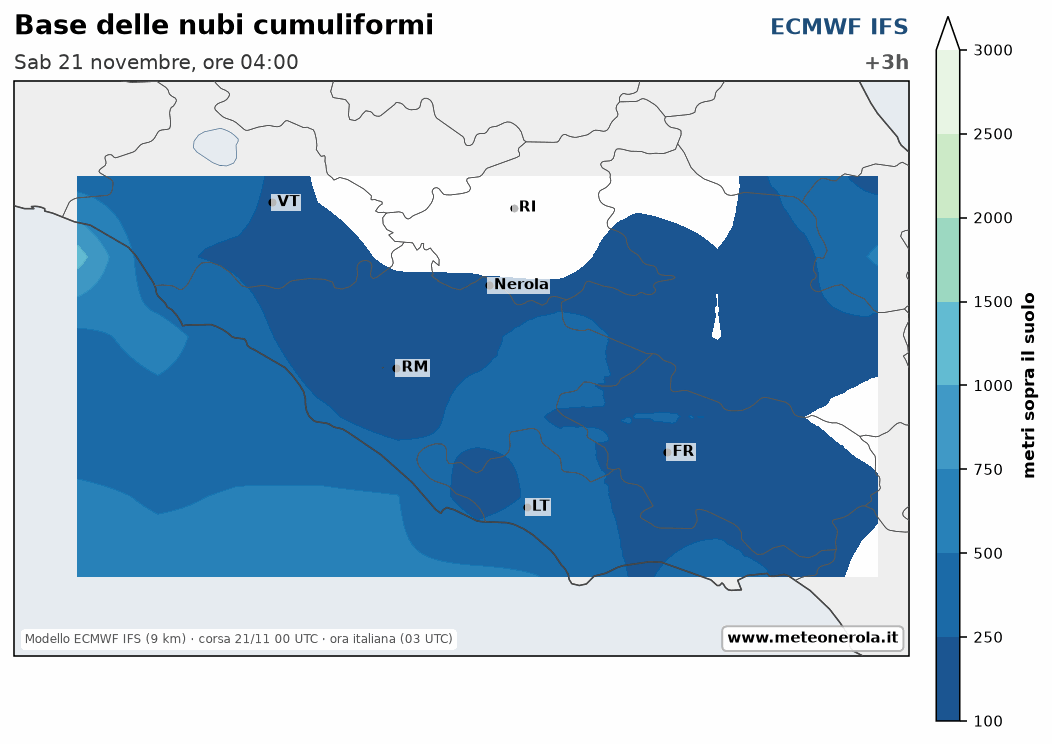 Base delle nubi cumuliformi
ECMWF IFS
Sab 21 novembre, ore 04:00
+3h
3000
2500
2000
1500
1000
750
500
250
100
metri sopra il suolo
VT
RI
Nerola
RM
FR
LT
Modello ECMWF IFS (9 km) · corsa 21/11 00 UTC · ora italiana (03 UTC)
www.meteonerola.it